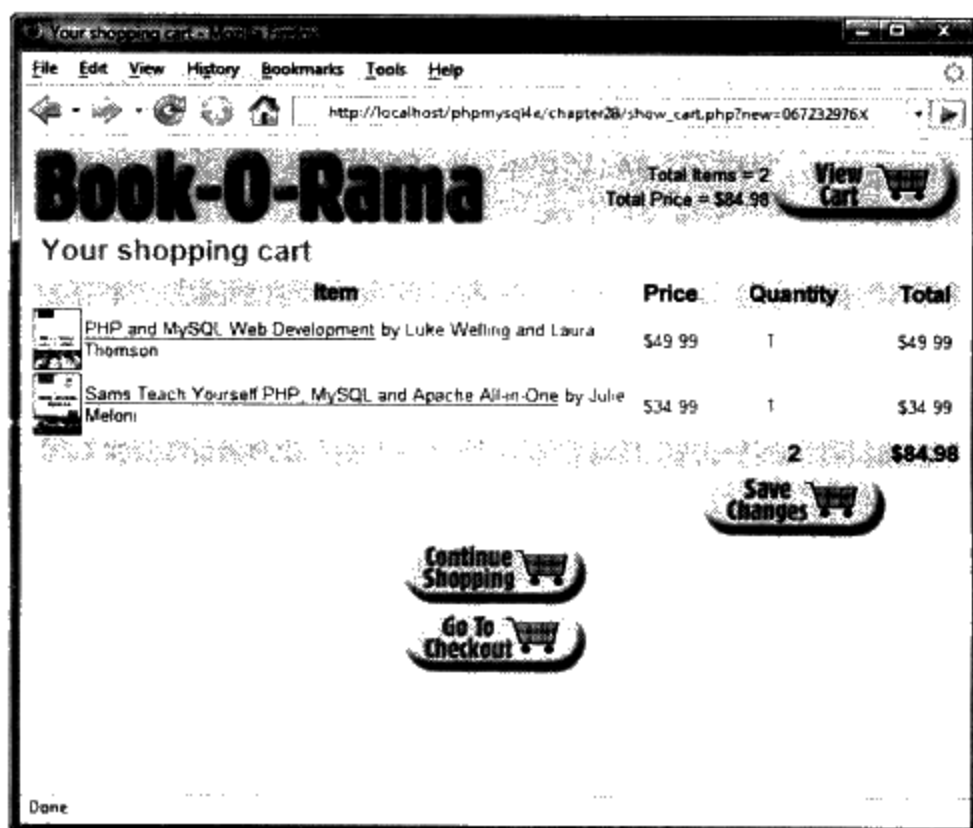 Your shopping cart - Mozilla Firefox
File Edit View History Bookmarks Tools Help
http://localhost/phpmysql4e/chapter28/show_cart.php?new=067232976X
Book-O-Rama
Total Items = 2
Total Price = $84.98
View Cart
Your shopping cart
Item Price Quantity Total
PHP and MySQL Web Development by Luke Welling and Laura
Thomson
$49.99 1 $49.99
Sams Teach Yourself PHP, MySQL and Apache All-in-One by Julie
Meloni
$34.99 1 $34.99
2 $84.98
Save
Changes
Continue
Shopping
Go To
Checkout
Done